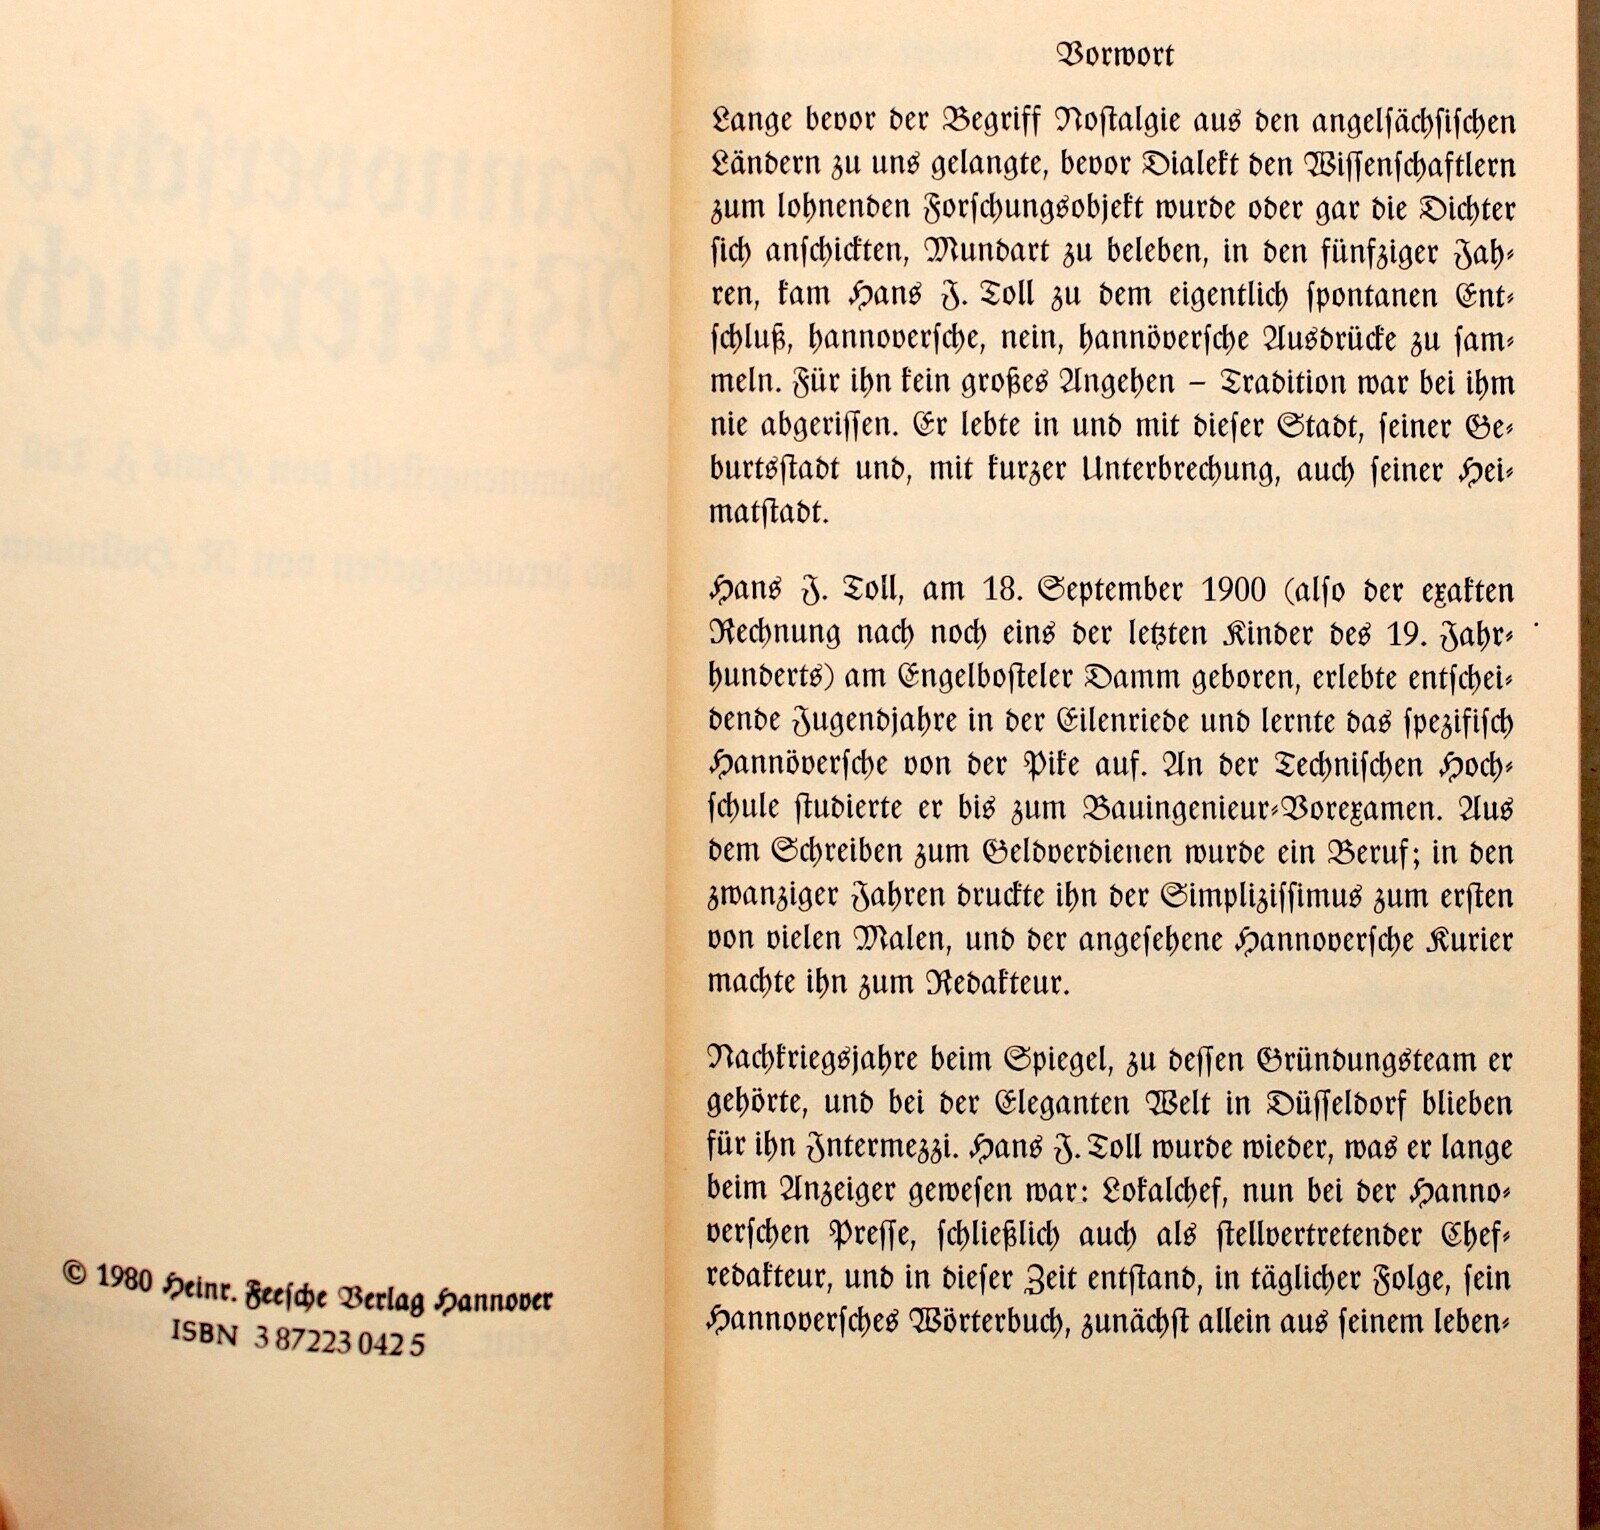 © 1980 Heinr. Feesche Verlag Hannover
ISBN 3 87223 042 5
Vorwort
Lange bevor der Begriff Noſtalgie aus den angelſächſiſchen
Ländern zu uns gelangte, bevor Dialekt den Wiſſenſchaftlern
zum lohnenden Forſchungsobjekt wurde oder gar die Dichter
ſich anſchickten, Mundart zu beleben, in den fünfziger Jah-
ren, kam Hans J. Toll zu dem eigentlich ſpontanen Ent-
ſchluß, hannoverſche, nein, hannöverſche Ausdrücke zu ſam-
meln. Für ihn kein großes Angehen – Tradition war bei ihm
nie abgeriſſen. Er lebte in und mit dieſer Stadt, ſeiner Ge-
burtsſtadt und, mit kurzer Unterbrechung, auch ſeiner Hei-
matſtadt.
Hans J. Toll, am 18. September 1900 (alſo der exakten
Rechnung nach noch eins der letzten Kinder des 19. Jahr-
hunderts) am Engelboſteler Damm geboren, erlebte entſchei-
dende Jugendjahre in der Eilenriede und lernte das ſpezifiſch
Hannöverſche von der Pike auf. An der Techniſchen Hoch-
ſchule ſtudierte er bis zum Bauingenieur-Vorexamen. Aus
dem Schreiben zum Geldverdienen wurde ein Beruf; in den
zwanziger Jahren druckte ihn der Simpliziſſimus zum erſten
von vielen Malen, und der angeſehene Hannoverſche Kurier
machte ihn zum Redakteur.
Nachkriegsjahre beim Spiegel, zu deſſen Gründungsteam er
gehörte, und bei der Eleganten Welt in Düſſeldorf blieben
für ihn Intermezzi. Hans J. Toll wurde wieder, was er lange
beim Anzeiger geweſen war: Lokalchef, nun bei der Hanno-
verſchen Preſſe, ſchließlich auch als ſtellvertretender Chef-
redakteur, und in dieſer Zeit entſtand, in täglicher Folge, ſein
Hannoverſches Wörterbuch, zunächſt allein aus ſeinem leben-